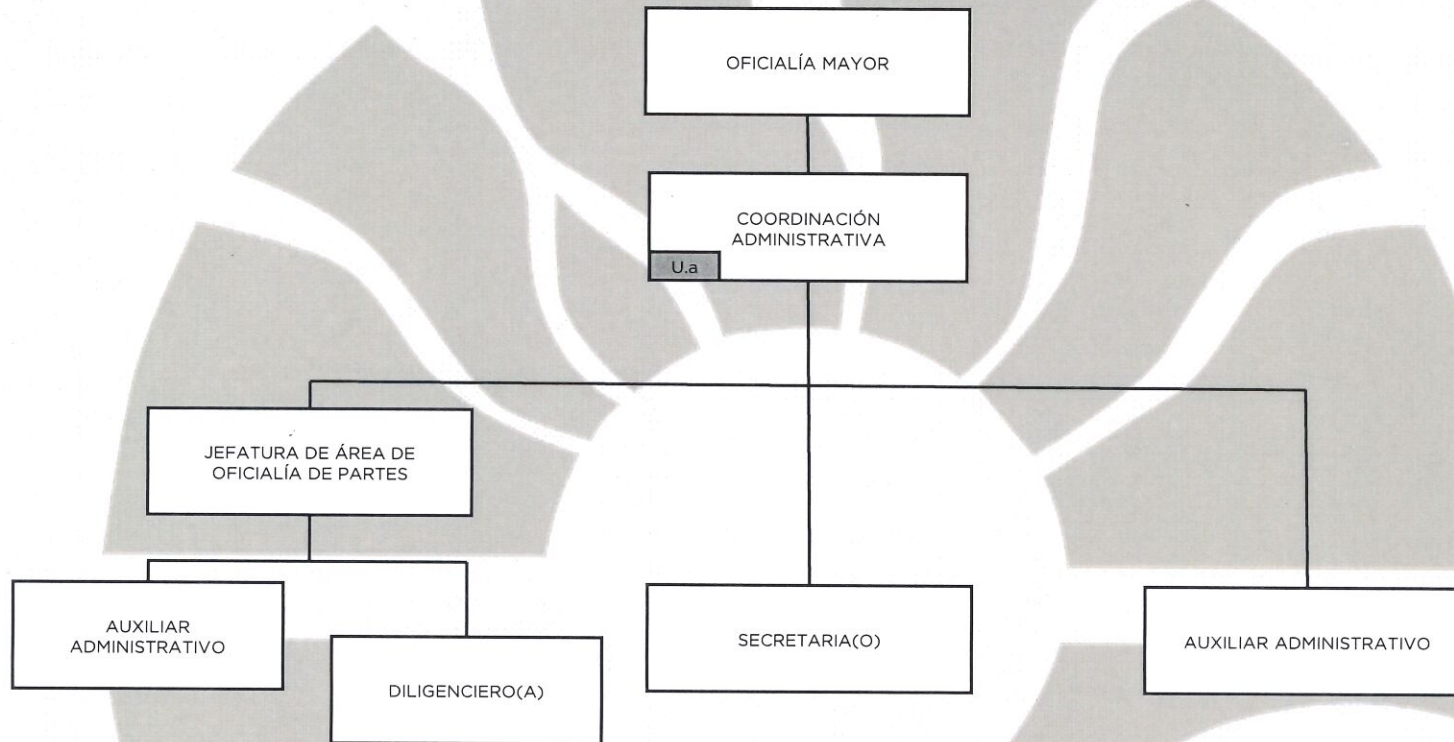 OFICIALÍA MAYOR
COORDINACIÓN
ADMINISTRATIVA
U.a
JEFATURA DE ÁREA DE
OFICIALÍA DE PARTES
AUXILIAR
ADMINISTRATIVO
DILIGENCIERO(A)
SECRETARIA(O)
AUXILIAR ADMINISTRATIVO